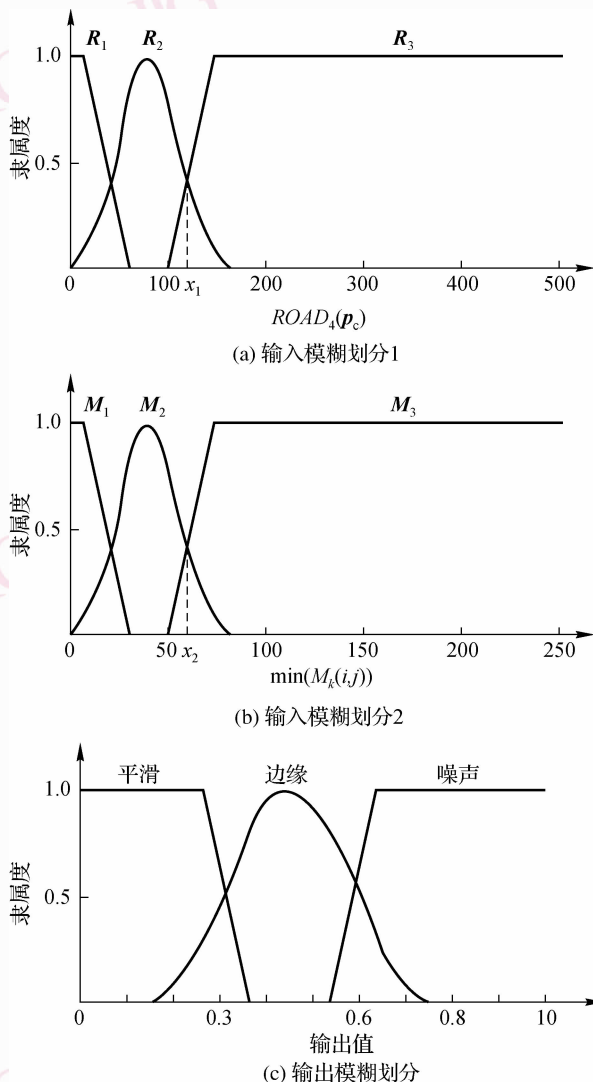 R₁ R₂ R₃
1.0
0.5
隶属度
0 100 x₁ 200 300 400 500
ROAD₄(p_c)
(a) 输入模糊划分1
M₁ M₂ M₃
1.0
0.5
隶属度
0 50 x₂ 100 150 200 250
min(M_k(i,j))
(b) 输入模糊划分2
平滑 边缘 噪声
1.0
0.5
隶属度
0 0.3 0.6 10
输出值
(c) 输出模糊划分